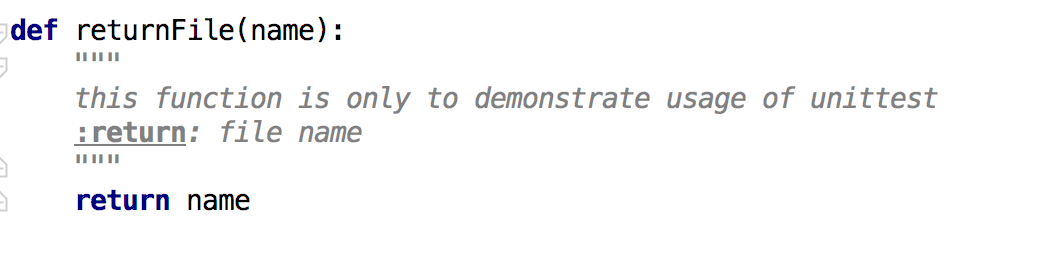 def returnFile(name):
    """
    this function is only to demonstrate usage of unittest
    :return: file name
    """
    return name